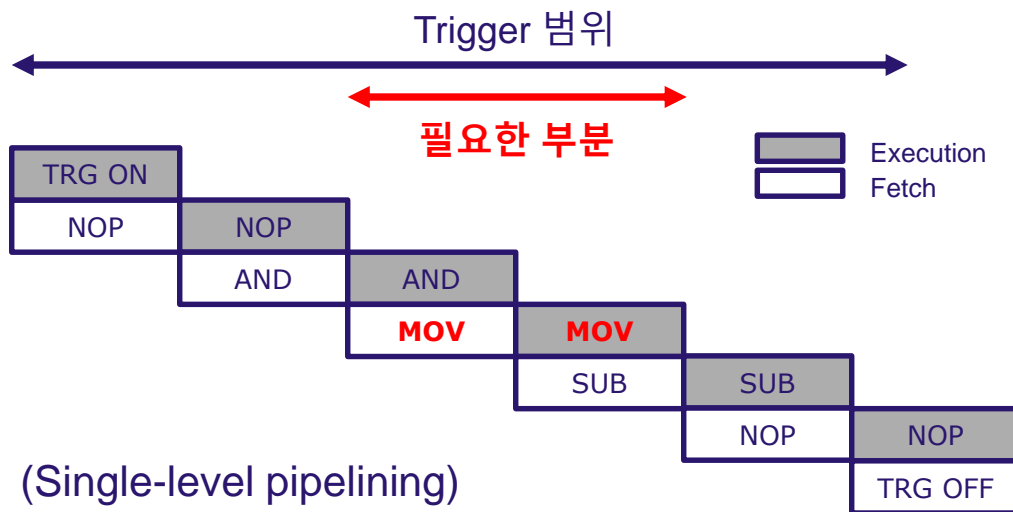 Trigger 범위
필요한 부분
Execution
Fetch
TRG ON
NOP NOP
AND AND
MOV MOV
SUB SUB
NOP NOP
TRG OFF
(Single-level pipelining)